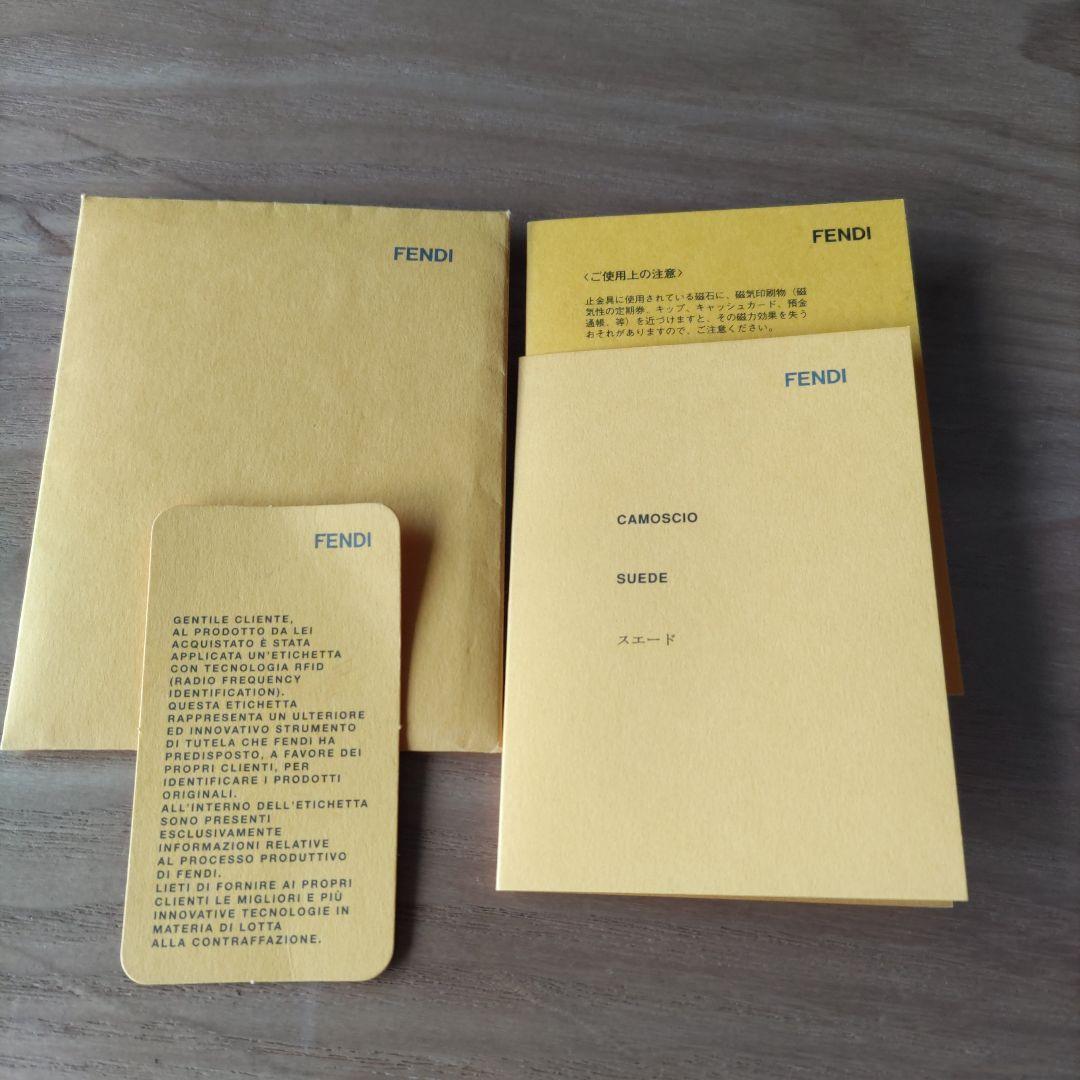 FENDI
FENDI
〈ご使用上の注意〉
止金具に使用されている磁石に、磁気印刷物（磁
気性の定期券、キップ、キャッシュカード、預金
通帳、等）を近づけますと、その磁力効果を失う
おそれがありますので、ご注意ください。
FENDI
CAMOSCIO
SUEDE
スエード
FENDI
GENTILE CLIENTE,
AL PRODOTTO DA LEI
ACQUISTATO È STATA
APPLICATA UN'ETICHETTA
CON TECNOLOGIA RFID
(RADIO FREQUENCY
IDENTIFICATION).
QUESTA ETICHETTA
RAPPRESENTA UN ULTERIORE
ED INNOVATIVO STRUMENTO
DI TUTELA CHE FENDI HA
PREDISPOSTO, A FAVORE DEI
PROPRI CLIENTI, PER
IDENTIFICARE I PRODOTTI
ORIGINALI.
ALL'INTERNO DELL'ETICHETTA
SONO PRESENTI
ESCLUSIVAMENTE
INFORMAZIONI RELATIVE
AL PROCESSO PRODUTTIVO
DI FENDI.
LIETI DI FORNIRE AI PROPRI
CLIENTI LE MIGLIORI E PIÙ
INNOVATIVE TECNOLOGIE IN
MATERIA DI LOTTA
ALLA CONTRAFFAZIONE.